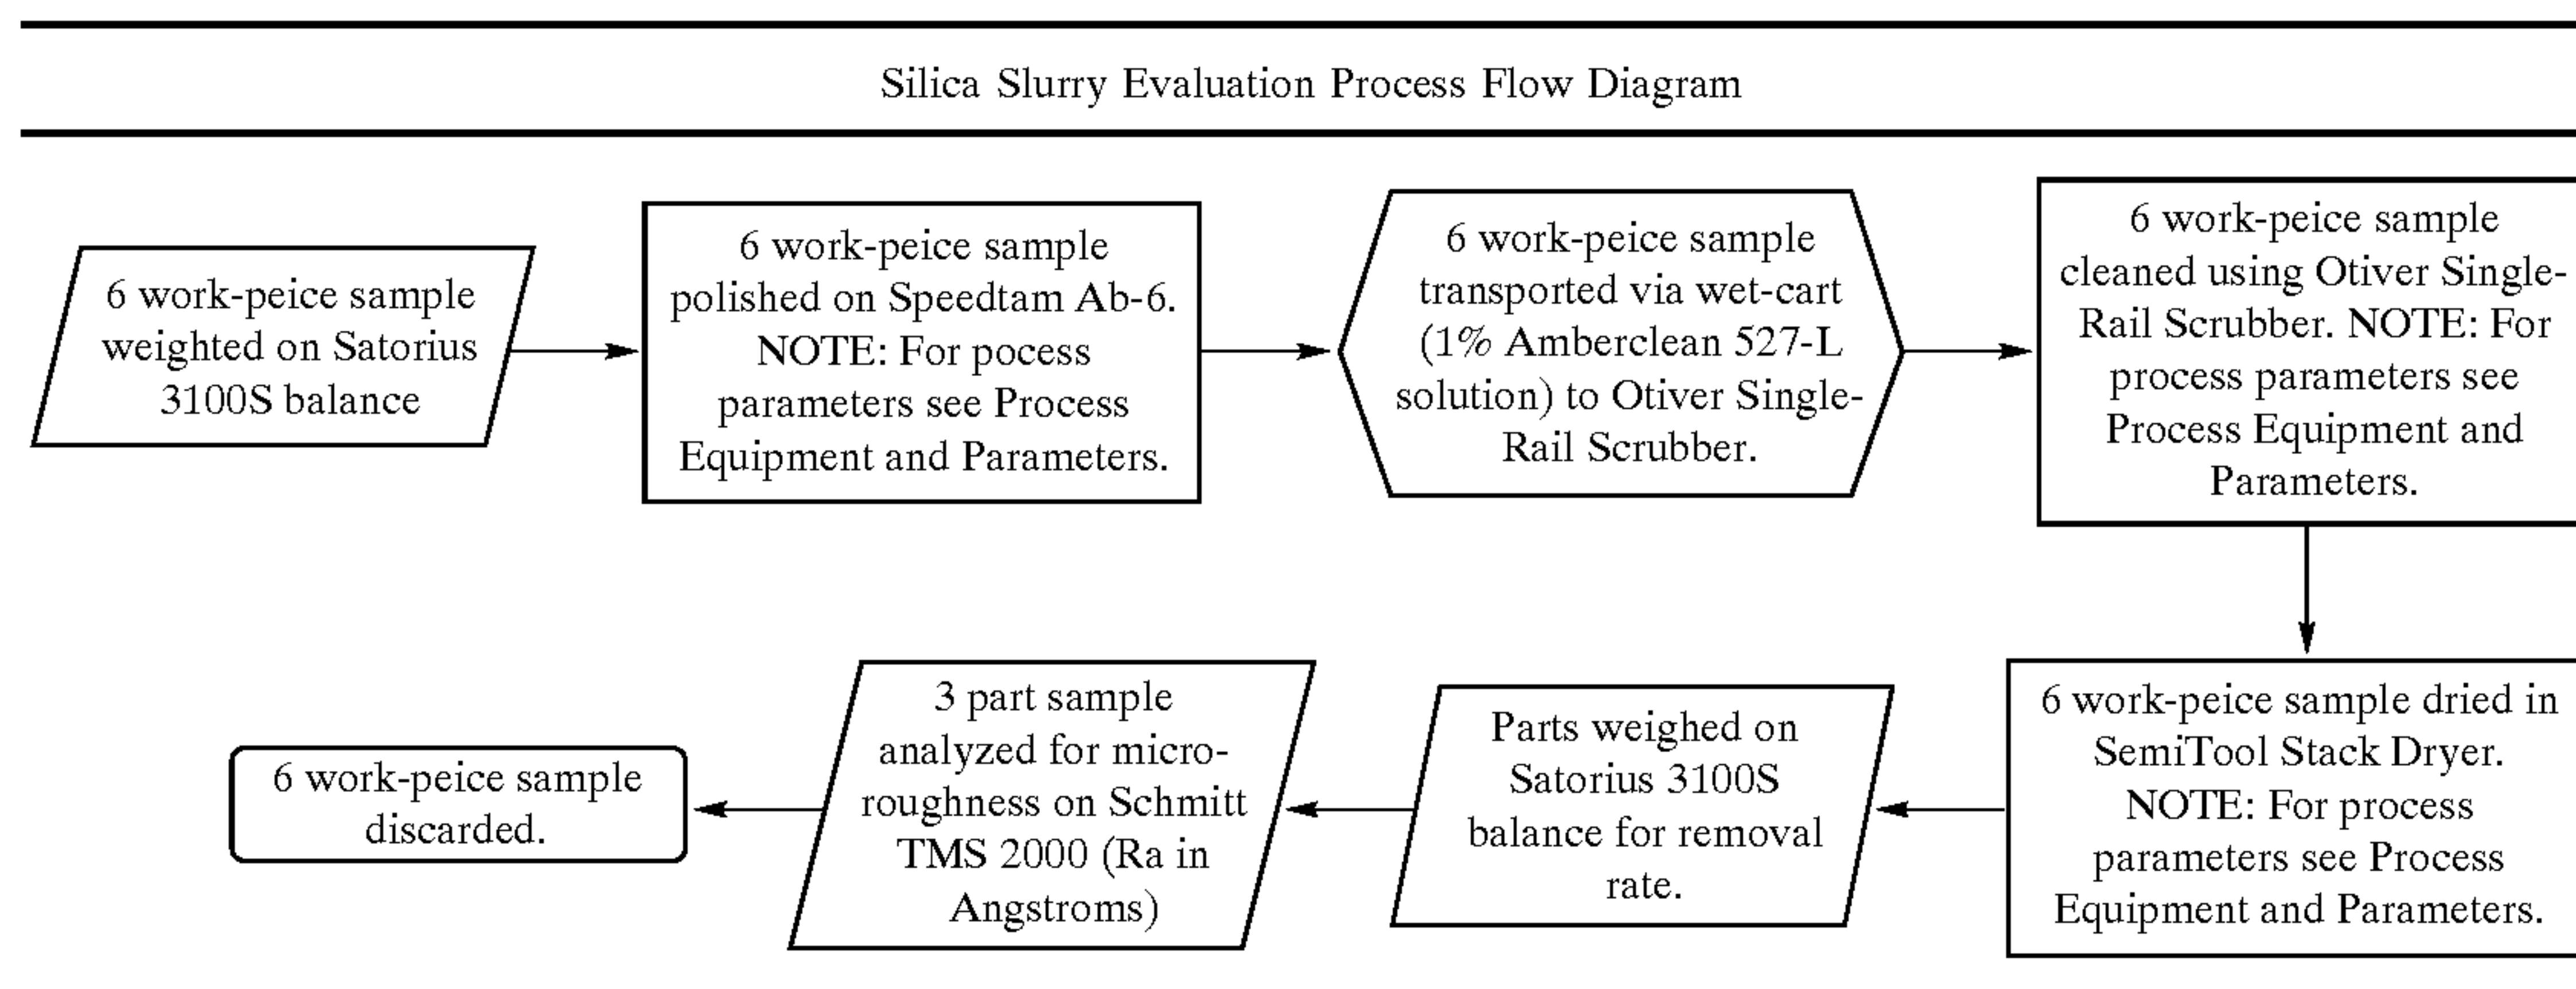 Silica Slurry Evaluation Process Flow Diagram
6 work-peice sample
weighted on Satorius
3100S balance
6 work-peice sample
polished on Speedtam Ab-6.
NOTE: For pocess
parameters see Process
Equipment and Parameters.
6 work-peice sample
transported via wet-cart
(1% Amberclean 527-L
solution) to Otiver Single-
Rail Scrubber.
6 work-peice sample
cleaned using Otiver Single-
Rail Scrubber. NOTE: For
process parameters see
Process Equipment and
Parameters.
6 work-peice sample dried in
SemiTool Stack Dryer.
NOTE: For process
parameters see Process
Equipment and Parameters.
Parts weighed on
Satorius 3100S
balance for removal
rate.
3 part sample
analyzed for micro-
roughness on Schmitt
TMS 2000 (Ra in
Angstroms)
6 work-peice sample
discarded.